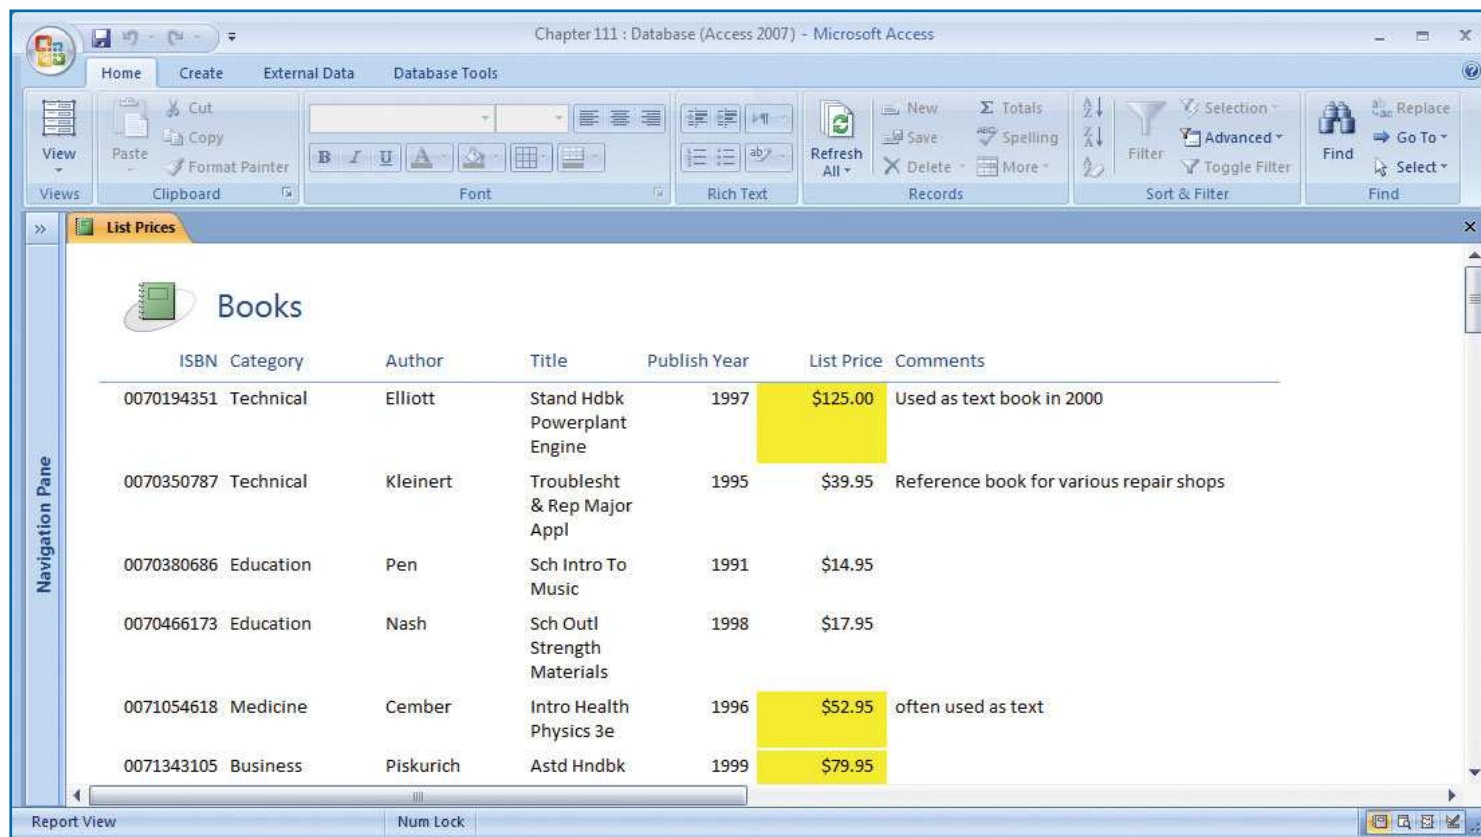 Chapter 111 : Database (Access 2007) - Microsoft Access
Home Create External Data Database Tools
View
Views
Paste
Cut
Copy
Format Painter
Clipboard
B I U A
Font
ab
Rich Text
Refresh All
New
Save
Delete
Totals
Spelling
More
Records
Filter
Selection
Advanced
Toggle Filter
Sort & Filter
Find
Replace
Go To
Select
Find
List Prices
Navigation Pane
Books
ISBN Category Author Title Publish Year List Price Comments
0070194351 Technical Elliott Stand Hdbk 1997 $125.00 Used as text book in 2000
Powerplant
Engine
0070350787 Technical Kleinert Troublesht 1995 $39.95 Reference book for various repair shops
& Rep Major
Appl
0070380686 Education Pen Sch Intro To 1991 $14.95
Music
0070466173 Education Nash Sch Outl 1998 $17.95
Strength
Materials
0071054618 Medicine Cember Intro Health 1996 $52.95 often used as text
Physics 3e
0071343105 Business Piskurich Astd Hndbk 1999 $79.95
Report View Num Lock